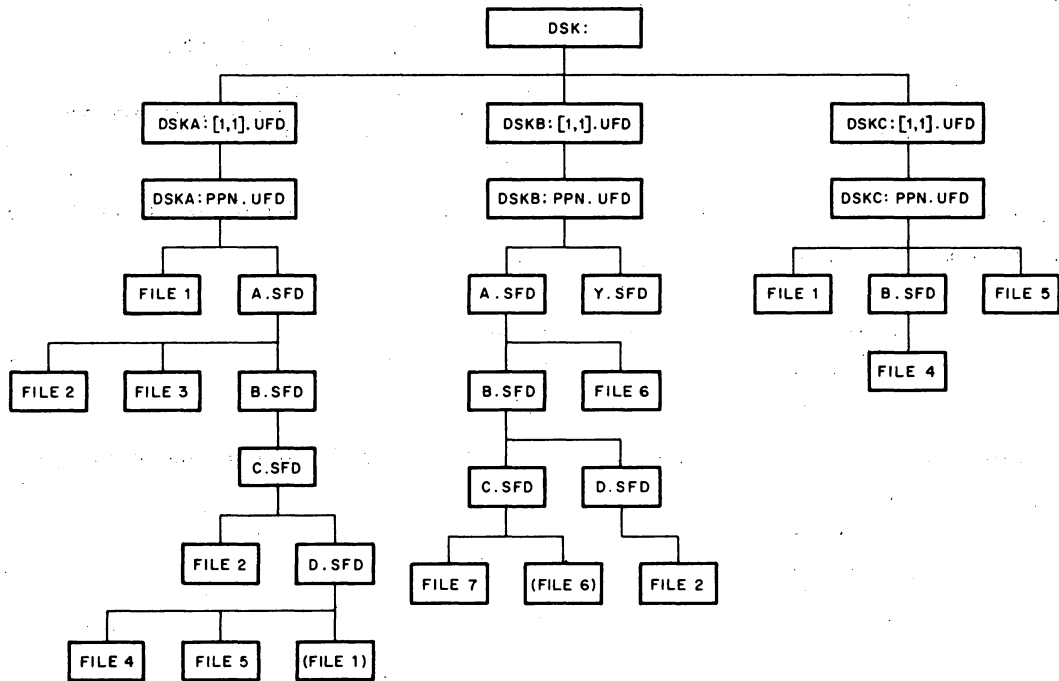 DSK:
DSKA:[1,1].UFD
DSKB:[1,1].UFD
DSKC:[1,1].UFD
DSKA:PPN.UFD
DSKB:PPN.UFD
DSKC:PPN.UFD
FILE 1
A.SFD
A.SFD
Y.SFD
FILE 1
B.SFD
FILE 5
FILE 2
FILE 3
B.SFD
B.SFD
FILE 6
FILE 4
C.SFD
C.SFD
D.SFD
FILE 2
D.SFD
FILE 7
(FILE 6)
FILE 2
FILE 4
FILE 5
(FILE 1)